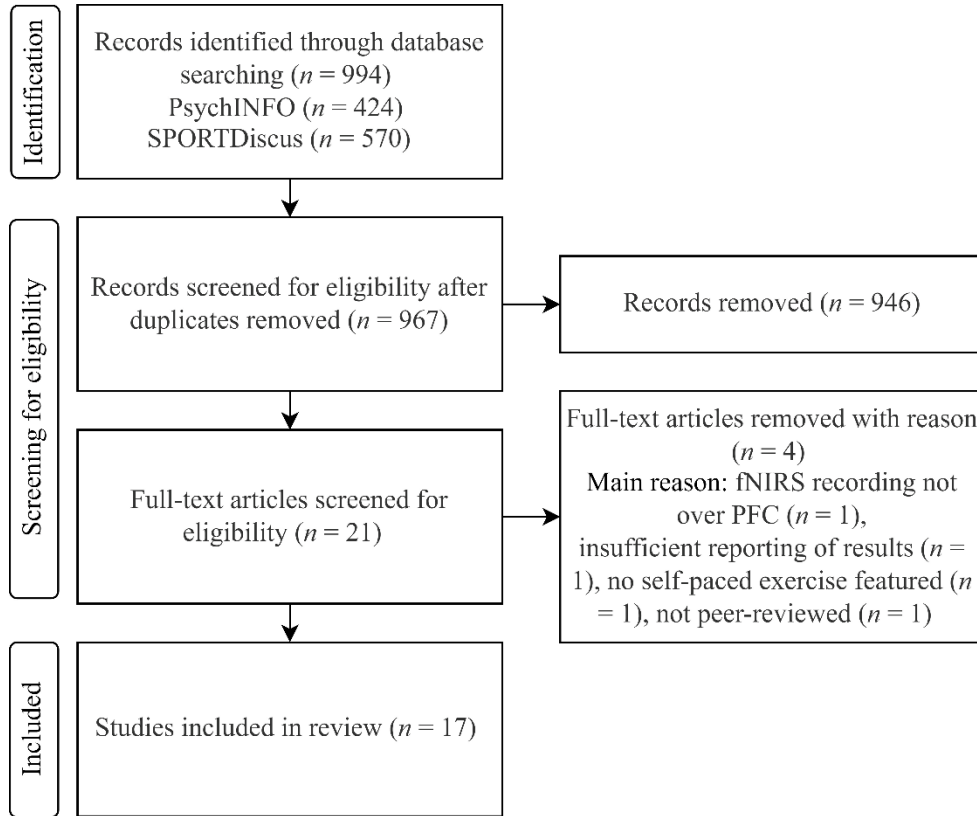 Identification
Records identified through database
searching (n = 994)
PsychINFO (n = 424)
SPORTDiscus (n = 570)
Screening for eligibility
Records screened for eligibility after
duplicates removed (n = 967)
Records removed (n = 946)
Full-text articles screened for
eligibility (n = 21)
Full-text articles removed with reason
(n = 4)
Main reason: fNIRS recording not
over PFC (n = 1),
insufficient reporting of results (n =
1), no self-paced exercise featured (n
= 1), not peer-reviewed (n = 1)
Included
Studies included in review (n = 17)